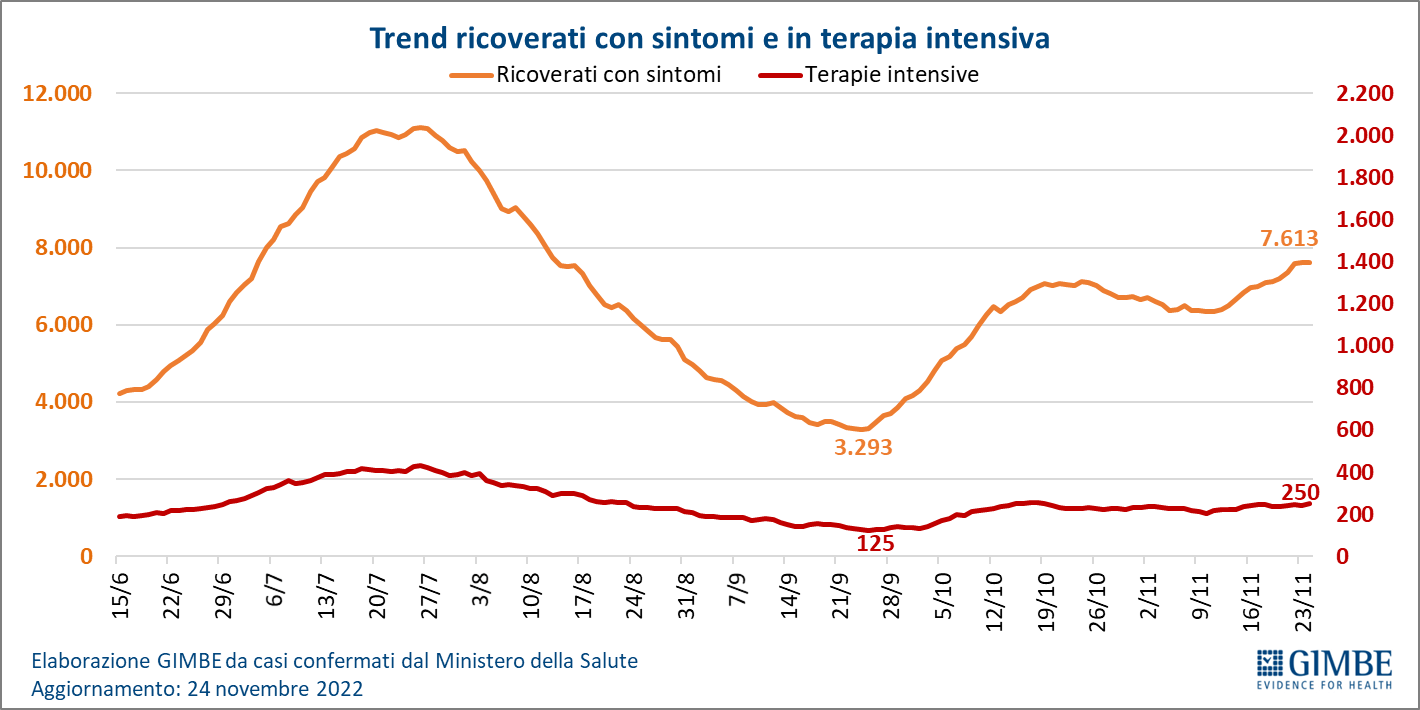 Trend ricoverati con sintomi e in terapia intensiva
Ricoverati con sintomi Terapie intensive
12.000 2.200
2.000
10.000 1.800
1.600
8.000 7.613 1.400
1.200
6.000 1.000
4.000 800
600
3.293
2.000 400
250
200
125
0 0
15/6 22/6 29/6 6/7 13/7 20/7 27/7 3/8 10/8 18/8 24/8 31/8 7/9 14/9 21/9 28/9 5/10 12/10 19/10 26/10 2/11 9/11 16/11 23/11
Elaborazione GIMBE da casi confermati dal Ministero della Salute
Aggiornamento: 24 novembre 2022
GIMBE
EVIDENCE FOR HEALTH